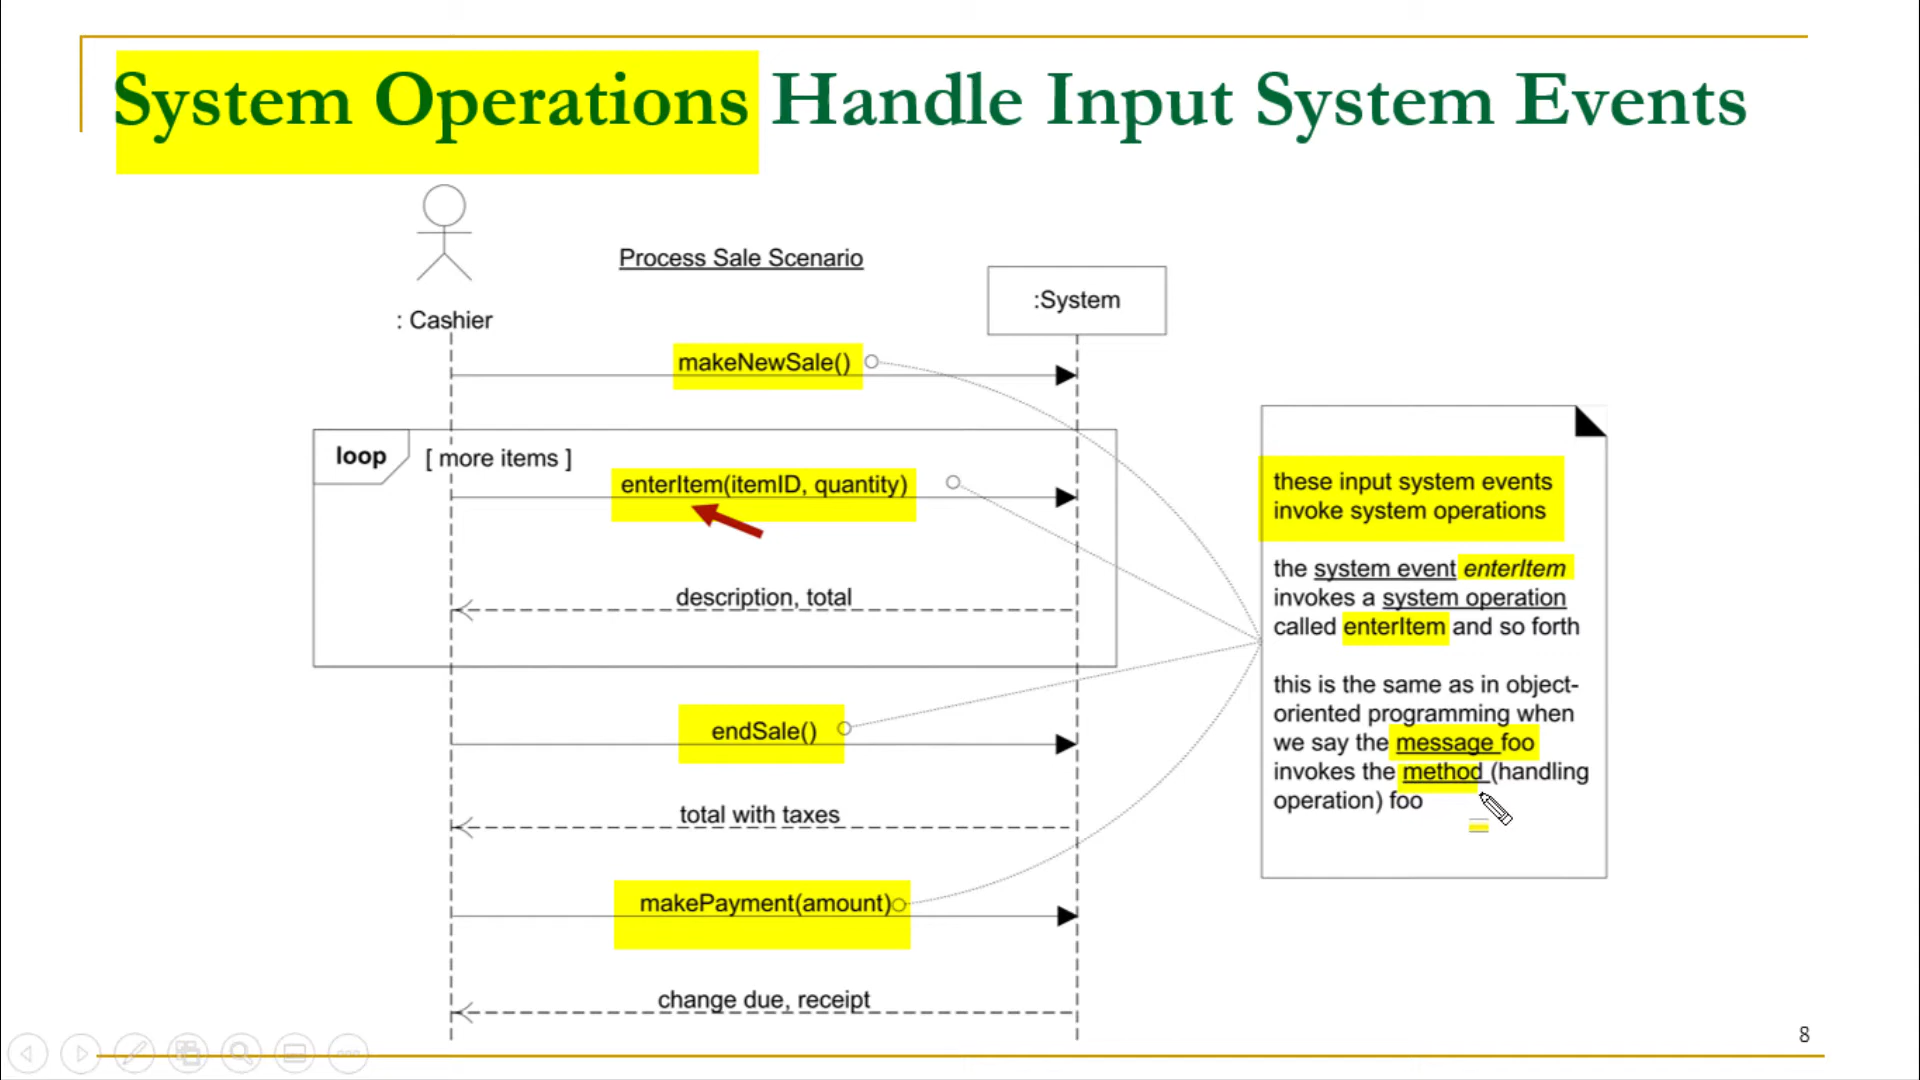 System Operations Handle Input System Events
Process Sale Scenario
:System
: Cashier
makeNewSale()
loop
[ more items ]
enterItem(itemID, quantity)
description, total
endSale()
total with taxes
makePayment(amount)
change due, receipt
these input system events
invoke system operations
the system event enterItem
invokes a system operation
called enterItem and so forth
this is the same as in object-
oriented programming when
we say the message foo
invokes the method (handling
operation) foo
8